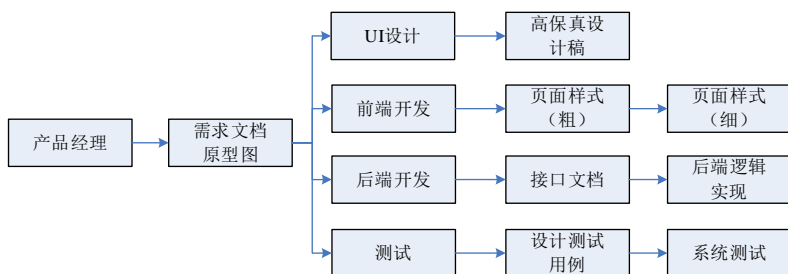 产品经理
需求文档
原型图
UI设计
高保真设
计稿
前端开发
页面样式
（粗）
页面样式
（细）
后端开发
接口文档
后端逻辑
实现
测试
设计测试
用例
系统测试